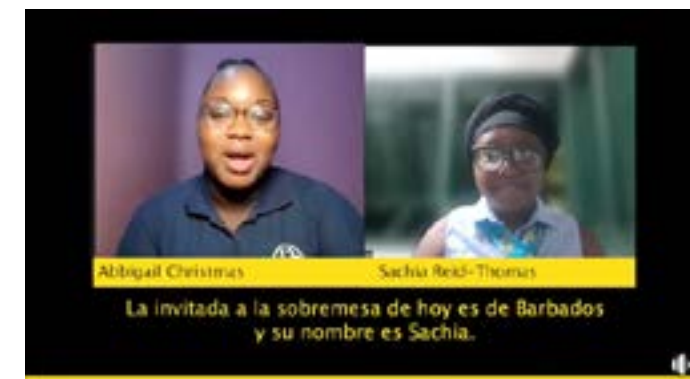 Abbigail Christmas
Sachia Reid-Thomas
La invitada a la sobremesa de hoy es de Barbados
y su nombre es Sachia.